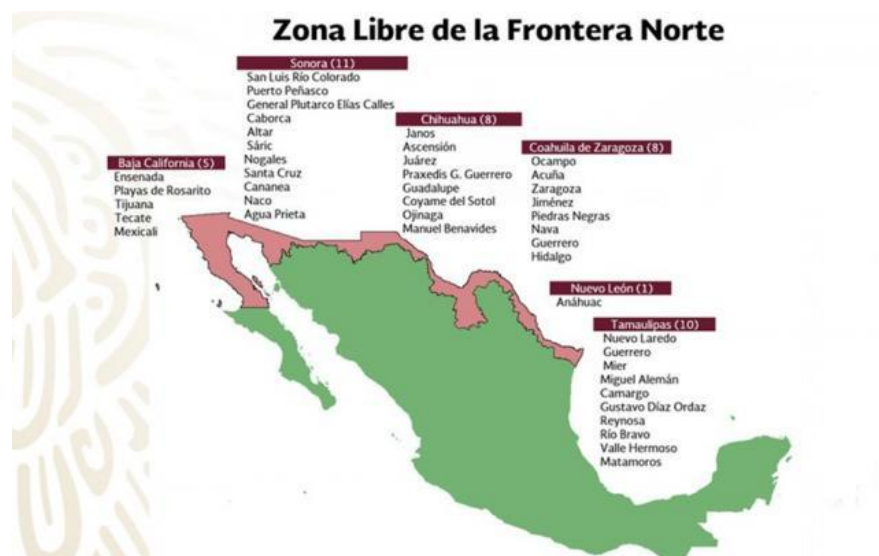 Zona Libre de la Frontera Norte
Sonora (11)
San Luis Río Colorado
Puerto Peñasco
General Plutarco Elías Calles
Caborca
Altar
Sáric
Nogales
Santa Cruz
Cananea
Naco
Agua Prieta
Chihuahua (8)
Janos
Ascensión
Juárez
Praxedis G. Guerrero
Guadalupe
Coyame del Sotol
Ojinaga
Manuel Benavides
Coahuila de Zaragoza (8)
Ocampo
Acuña
Zaragoza
Jiménez
Piedras Negras
Nava
Guerrero
Hidalgo
Baja California (5)
Ensenada
Playas de Rosarito
Tijuana
Tecate
Mexicali
Nuevo León (1)
Anáhuac
Tamaulipas (10)
Nuevo Laredo
Guerrero
Mier
Miguel Alemán
Camargo
Gustavo Díaz Ordaz
Reynosa
Río Bravo
Valle Hermoso
Matamoros